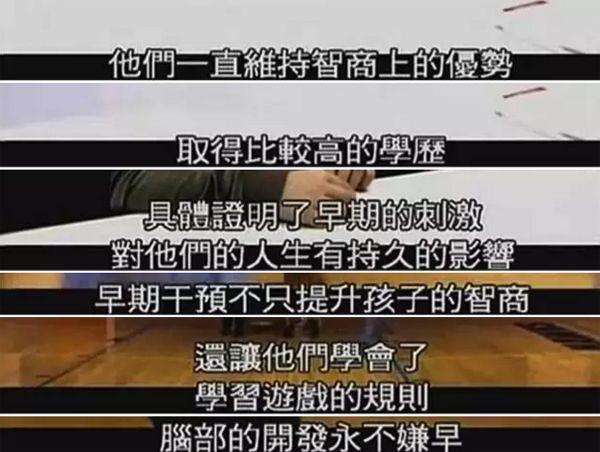 他們一直維持智商上的優勢
取得比較高的學歷
具體證明了早期的刺激
對他們的人生有持久的影響
早期干預不只提升孩子的智商
還讓他們學會了
學習遊戲的規則
腦部的開發永不嫌早